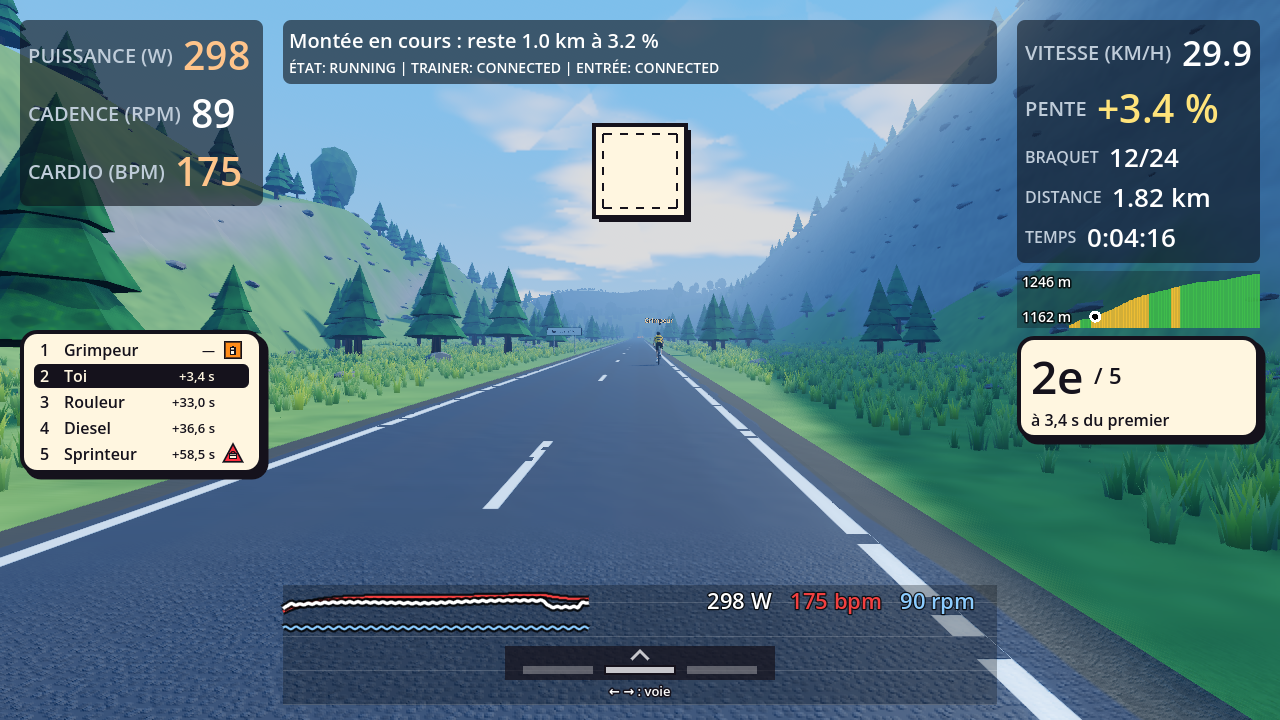 PUISSANCE (W) 298
CADENCE (RPM) 89
CARDIO (BPM) 175
Montée en cours : reste 1.0 km à 3.2 %
ÉTAT: RUNNING | TRAINER: CONNECTED | ENTRÉE: CONNECTED
VITESSE (KM/H) 29.9
PENTE +3.4 %
BRAQUET 12/24
DISTANCE 1.82 km
TEMPS 0:04:16
1246 m
1162 m
Grimpeur
1 Grimpeur —
2 Toi +3,4 s
3 Rouleur +33,0 s
4 Diesel +36,6 s
5 Sprinteur +58,5 s
2e / 5
à 3,4 s du premier
298 W 175 bpm 90 rpm
← → : voie